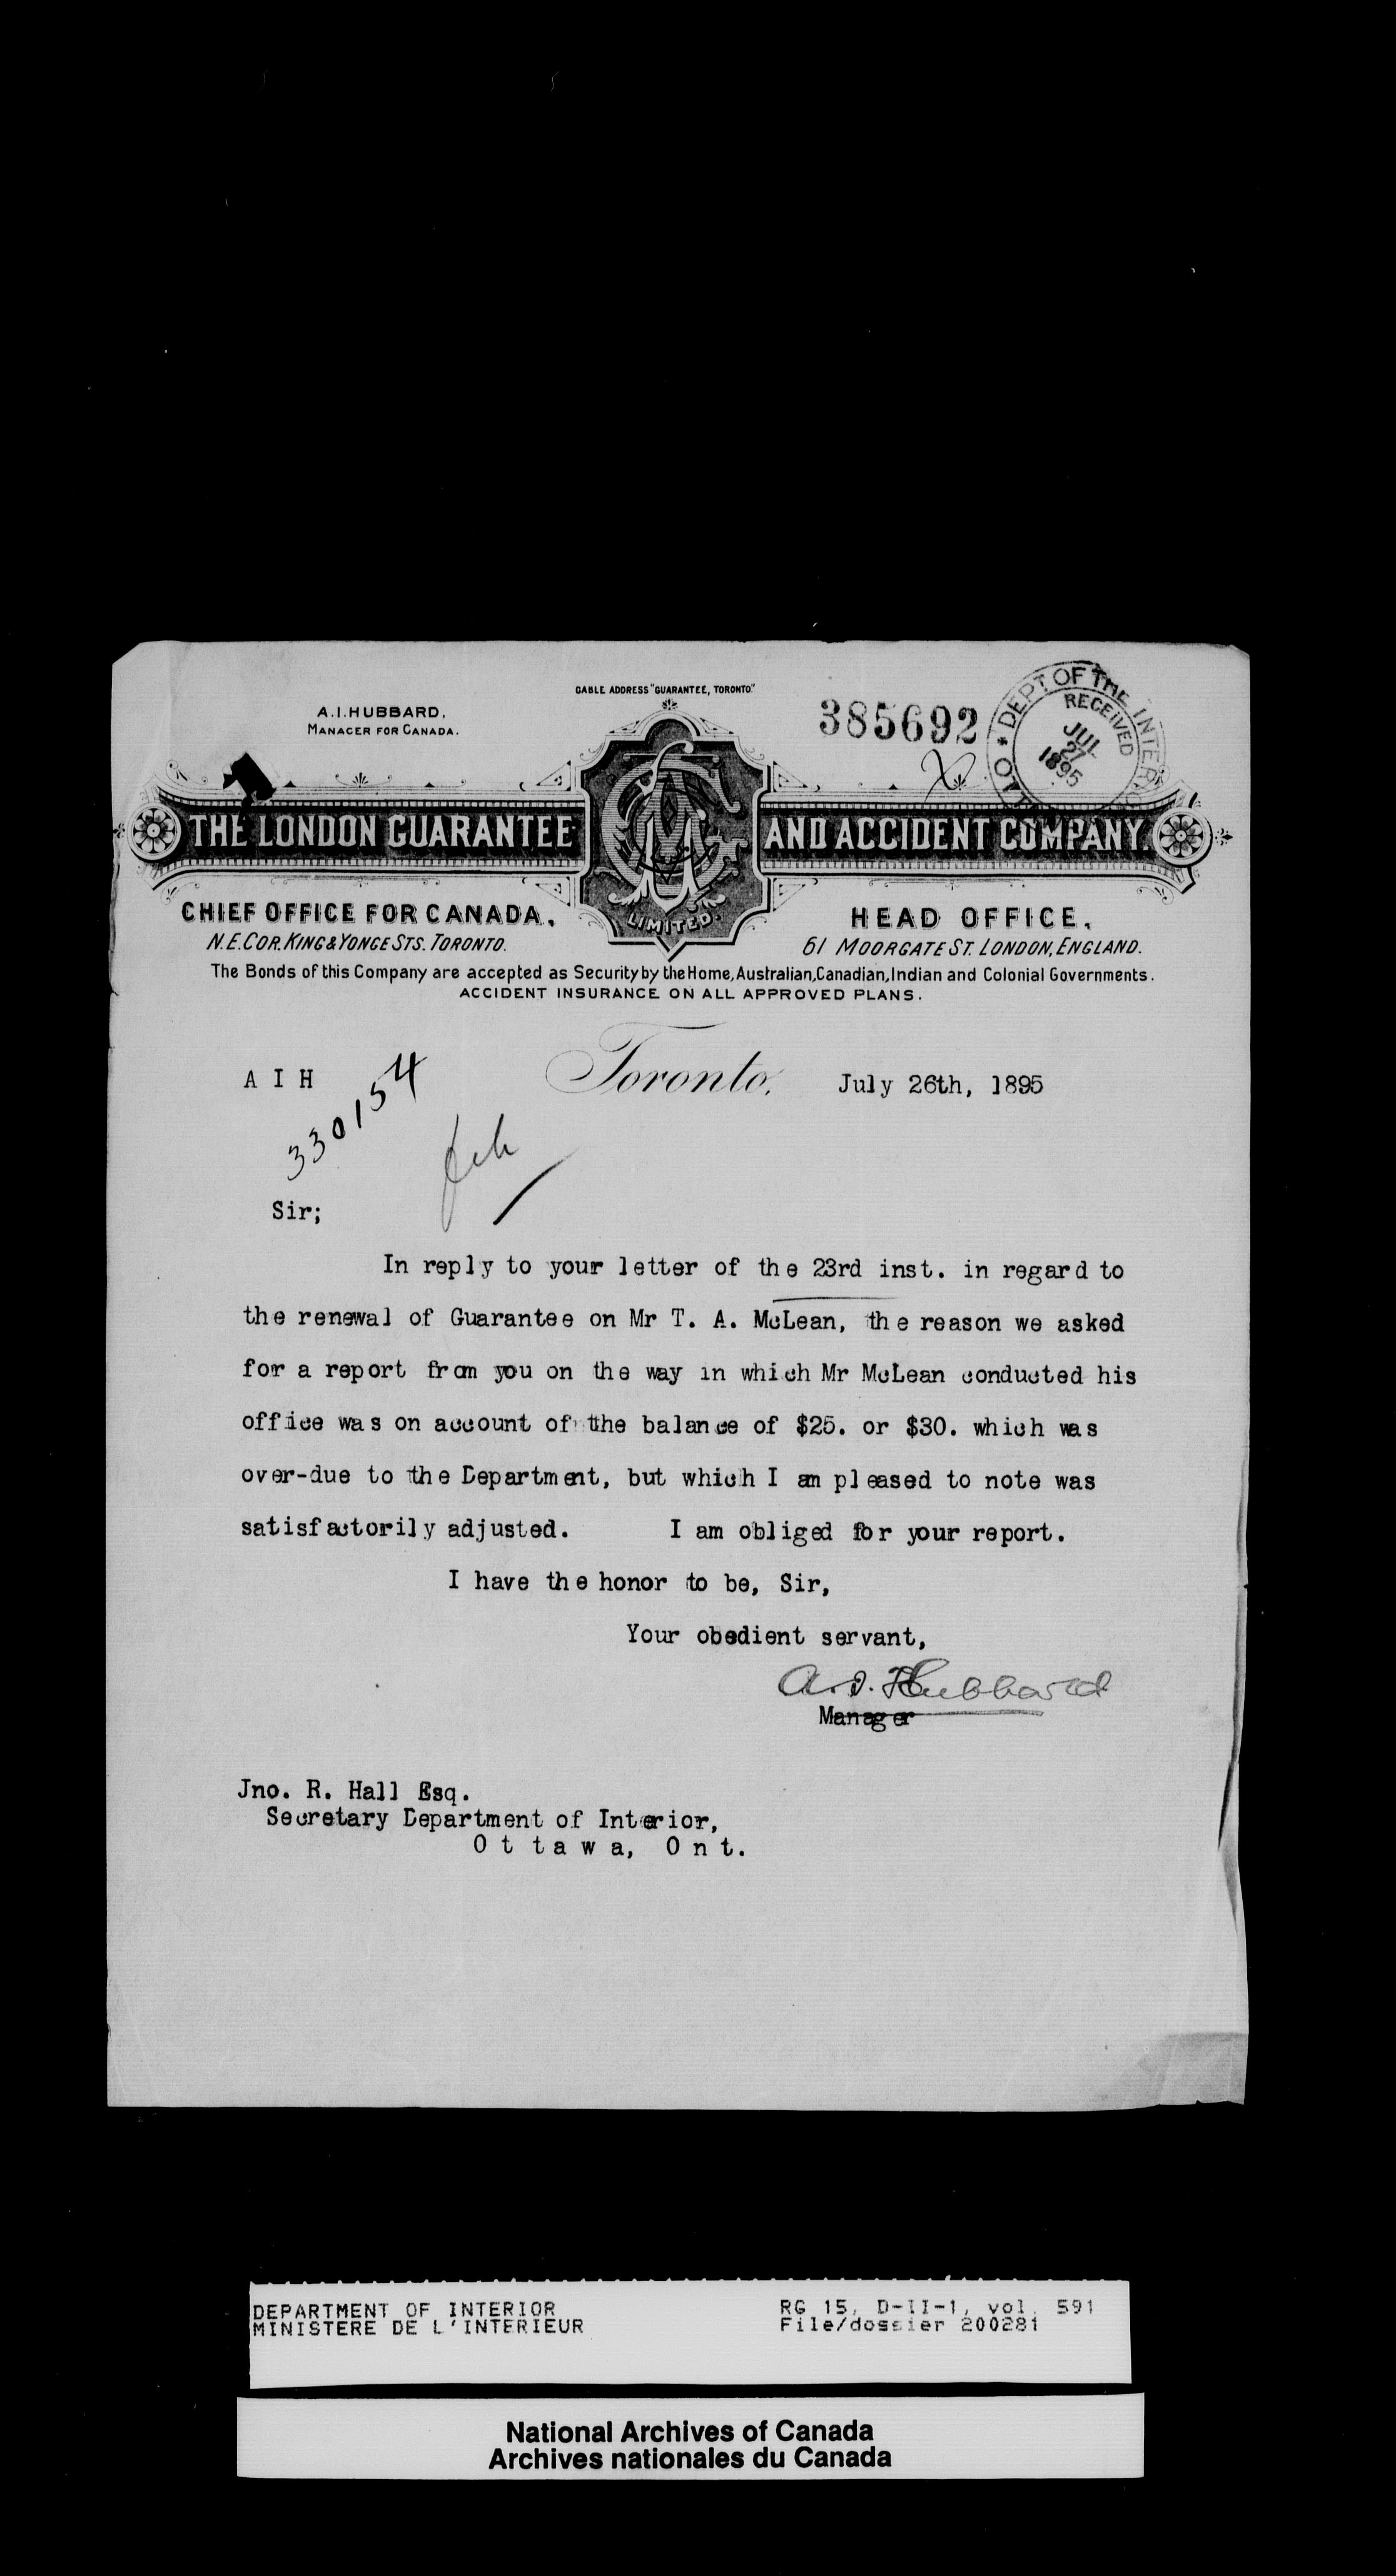 CABLE ADDRESS "GUARANTEE, TORONTO."
A.I. HUBBARD,
MANAGER FOR CANADA.
385692
DEPT OF THE INTERIOR
RECEIVED
JUL
27
1895
THE LONDON GUARANTEE AND ACCIDENT COMPANY.
LIMITED.
CHIEF OFFICE FOR CANADA,
N.E. COR. KING & YONGE STS. TORONTO.
HEAD OFFICE,
61 MOORGATE ST. LONDON, ENGLAND.
The Bonds of this Company are accepted as Security by the Home, Australian, Canadian, Indian and Colonial Governments.
ACCIDENT INSURANCE ON ALL APPROVED PLANS.
A I H
Toronto, July 26th, 1895
330154
Sir;
In reply to your letter of the 23rd inst. in regard to
the renewal of Guarantee on Mr T. A. McLean, the reason we asked
for a report from you on the way in which Mr McLean conducted his
office was on account of tthe balance of $25. or $30. which was
over-due to the Department, but which I am pleased to note was
satisfactorily adjusted. I am obliged for your report.
I have the honor to be, Sir,
Your obedient servant,
A.I. Hubbard
Manager
Jno. R. Hall Esq.
Secretary Department of Interior,
O t t a w a, O n t.
DEPARTMENT OF INTERIOR
MINISTERE DE L'INTERIEUR
RG 15, D-II-1, vol. 591
File/dossier 200281
National Archives of Canada
Archives nationales du Canada